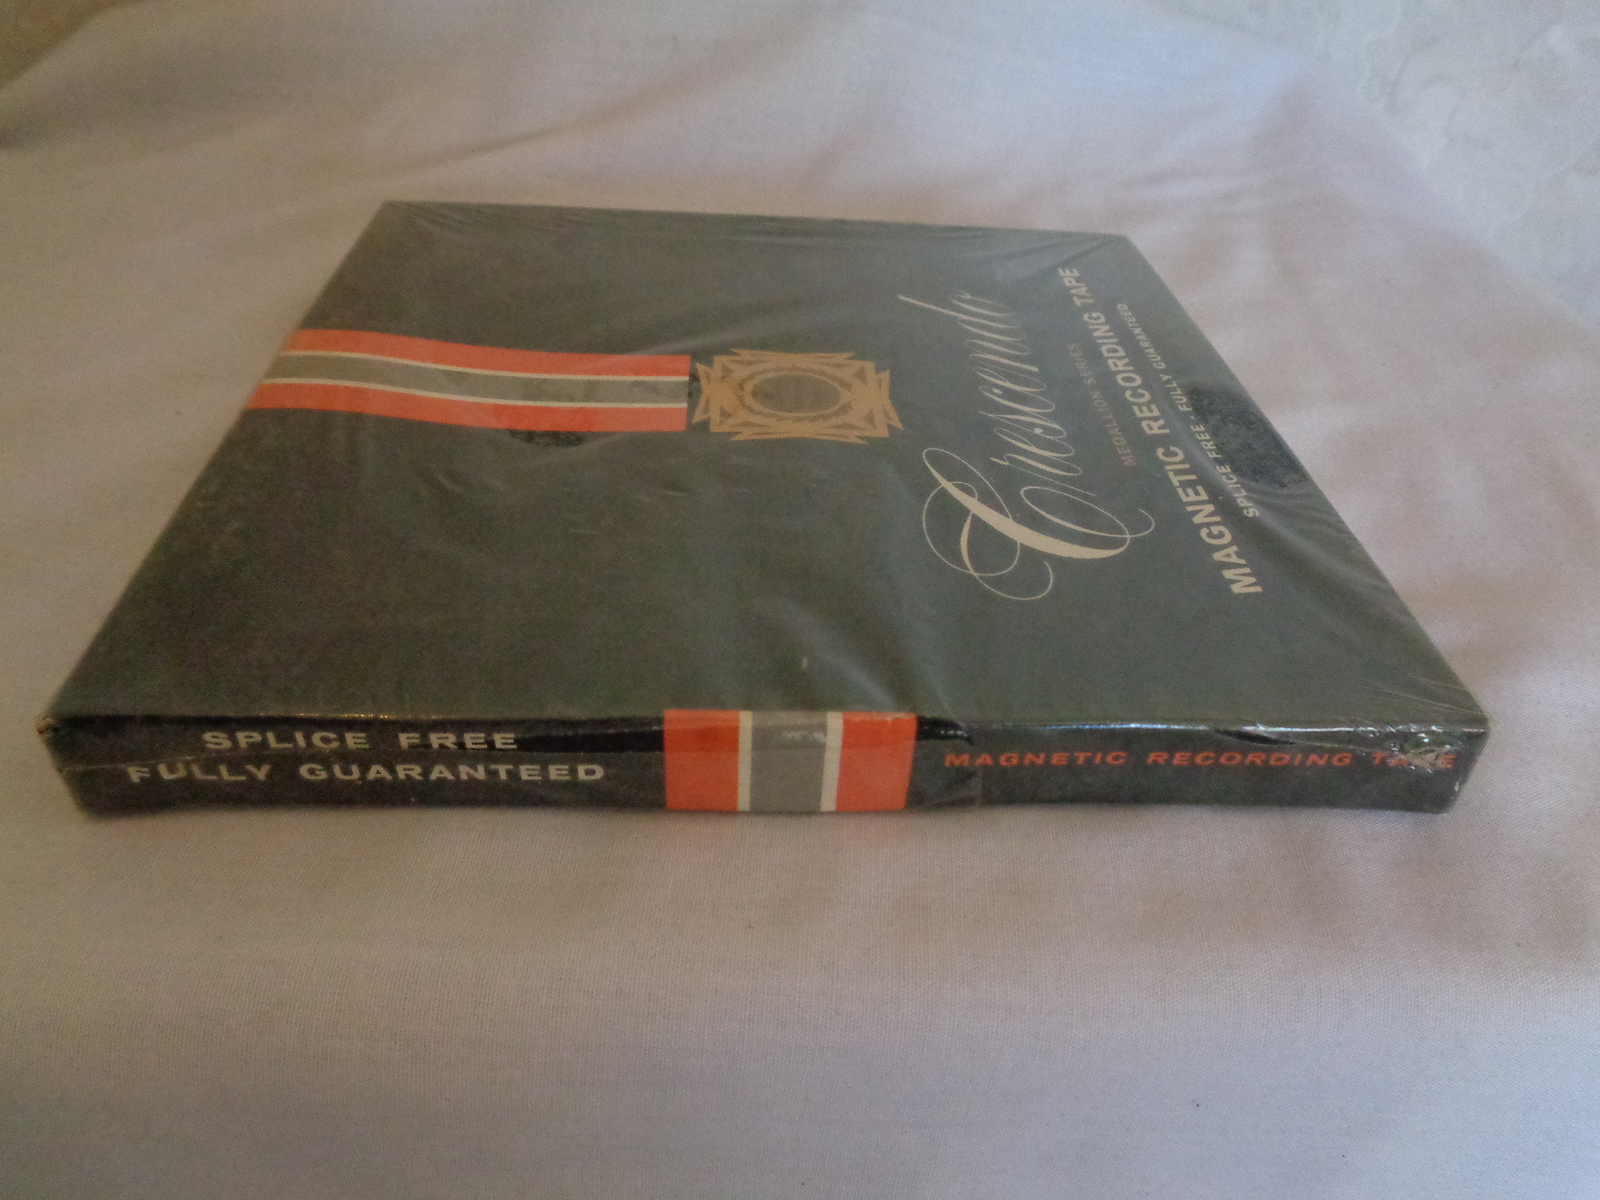 Crescendo
MEDALLION SERIES
MAGNETIC RECORDING TAPE
SPLICE FREE • FULLY GUARANTEED
SPLICE FREE
FULLY GUARANTEED
MAGNETIC RECORDING TAPE